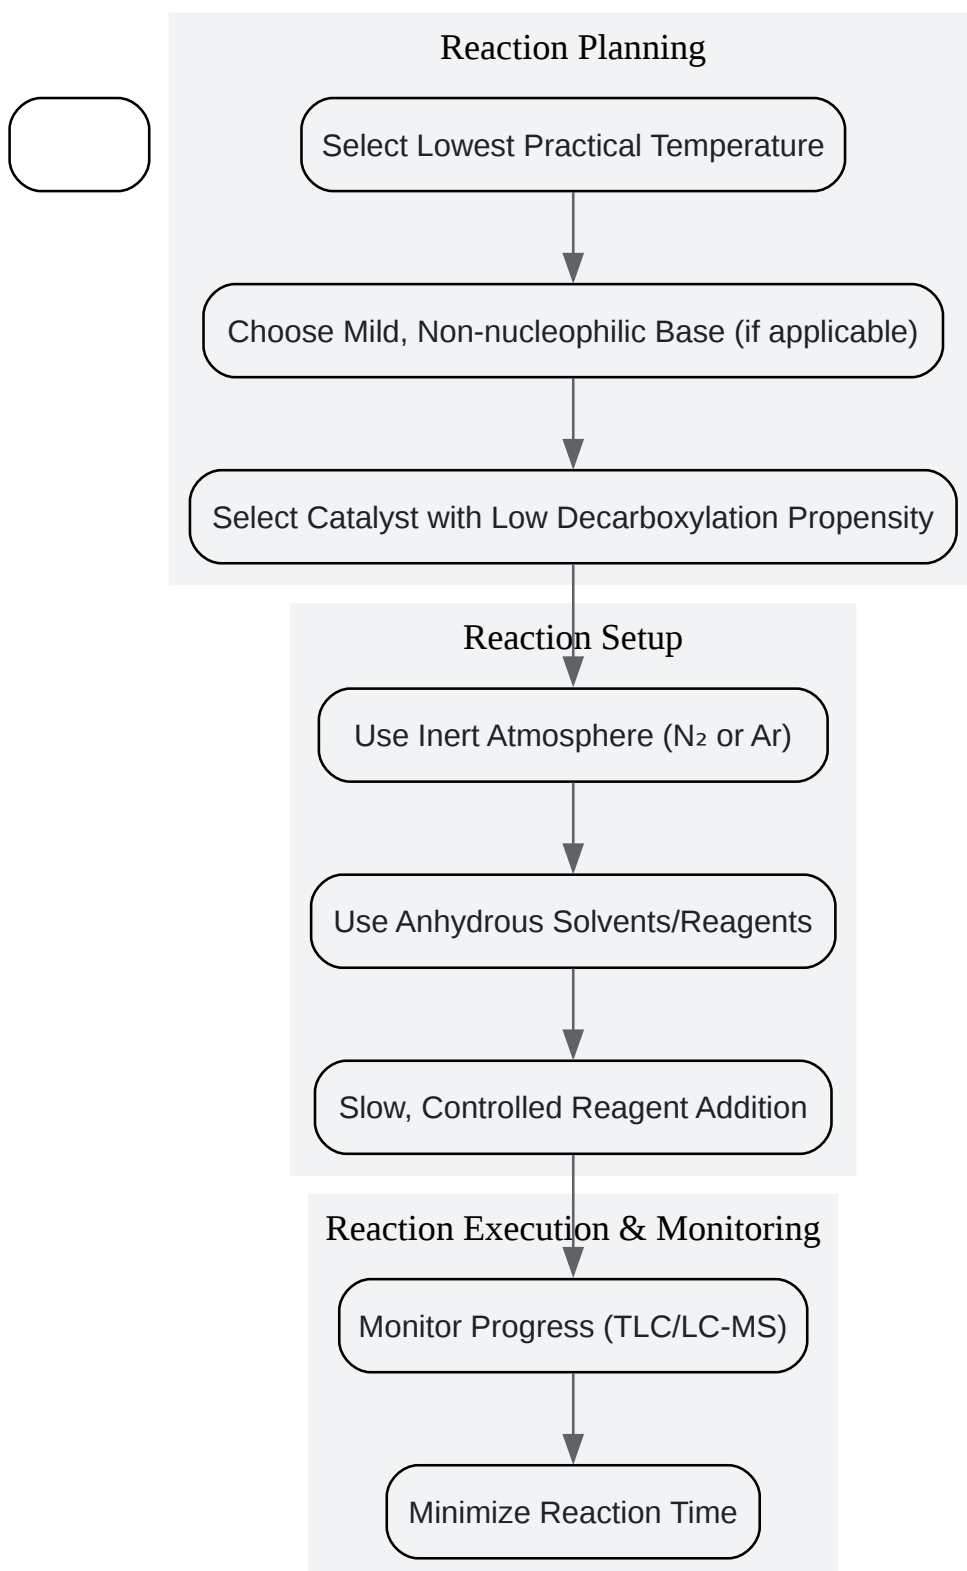 Reaction Planning
Select Lowest Practical Temperature
Choose Mild, Non-nucleophilic Base (if applicable)
Select Catalyst with Low Decarboxylation Propensity
Reaction Setup
Use Inert Atmosphere (N₂ or Ar)
Use Anhydrous Solvents/Reagents
Slow, Controlled Reagent Addition
Reaction Execution & Monitoring
Monitor Progress (TLC/LC-MS)
Minimize Reaction Time